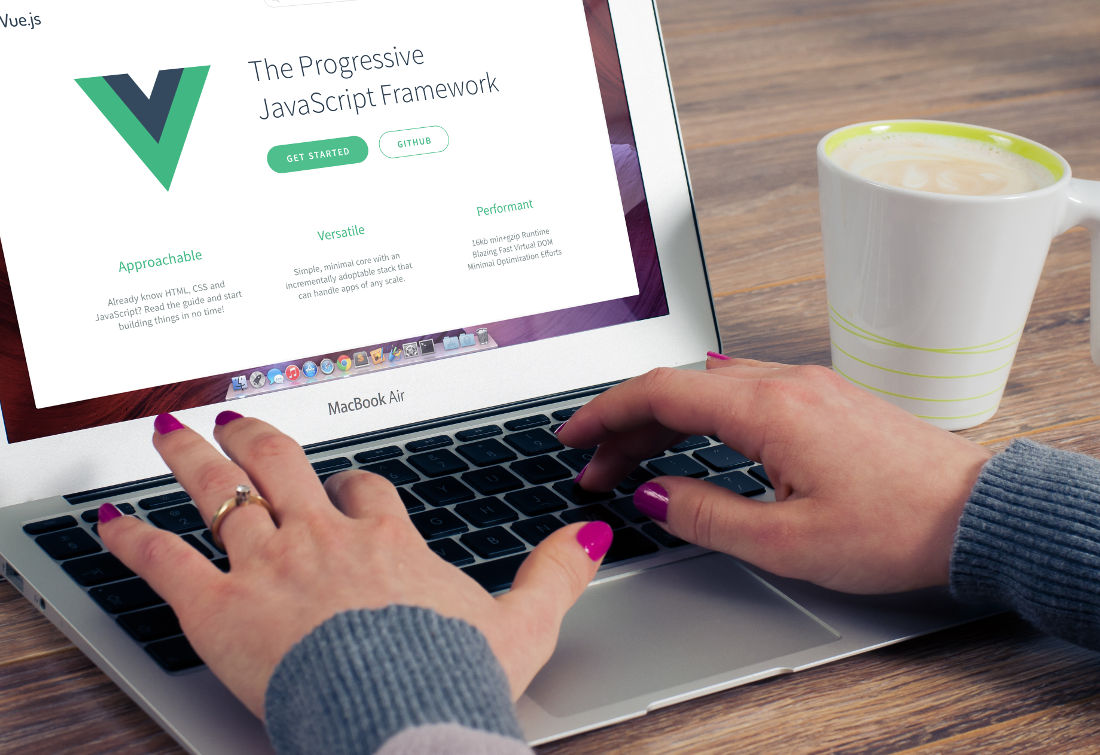 Vue.js
The Progressive
JavaScript Framework
GET STARTED
GITHUB
Approachable
Already know HTML, CSS and
JavaScript? Read the guide and start
building things in no time!
Versatile
Simple, minimal core with an
incrementally adoptable stack that
can handle apps of any scale.
Performant
16kb min+gzip Runtime
Blazing Fast Virtual DOM
Minimal Optimization Efforts
MacBook Air